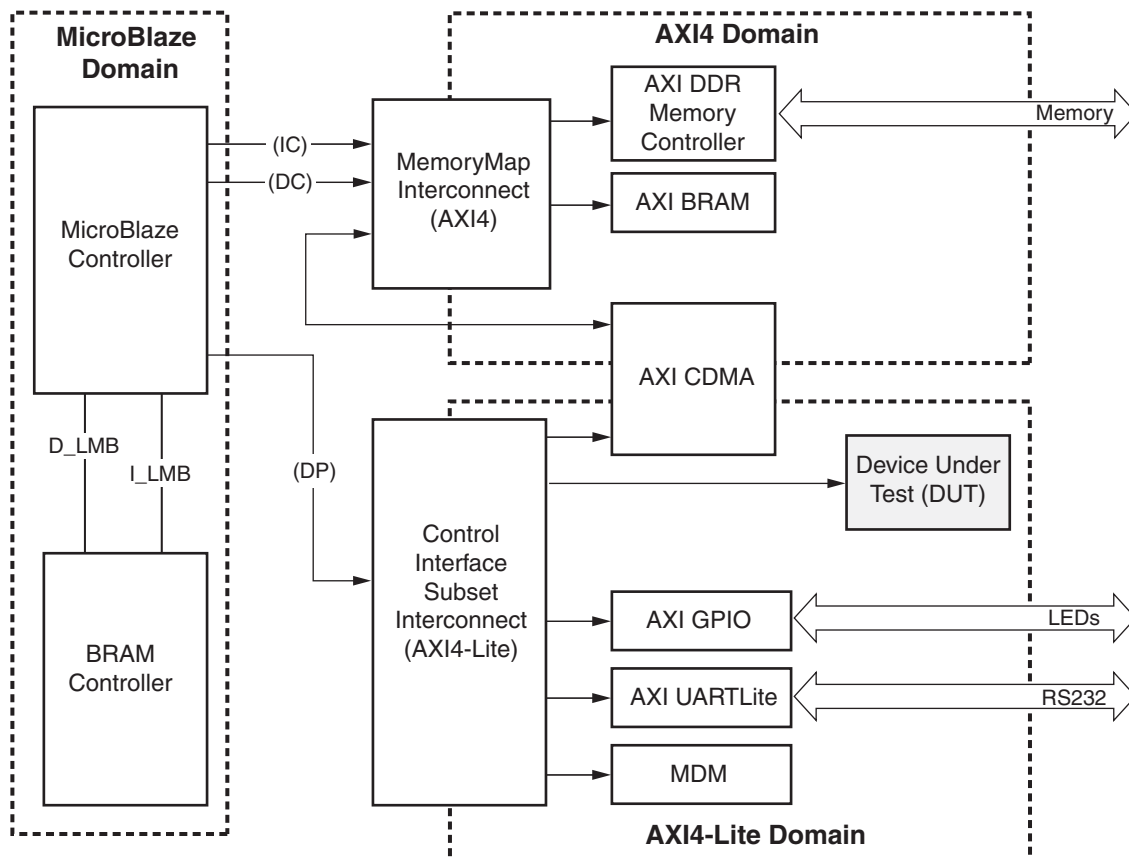 MicroBlaze
Domain
MicroBlaze
Controller
D_LMB
I_LMB
BRAM
Controller
(IC)
(DC)
(DP)
AXI4 Domain
MemoryMap
Interconnect
(AXI4)
AXI DDR
Memory
Controller
Memory
AXI BRAM
AXI CDMA
Control
Interface
Subset
Interconnect
(AXI4-Lite)
Device Under
Test (DUT)
AXI GPIO
LEDs
AXI UARTLite
RS232
MDM
AXI4-Lite Domain